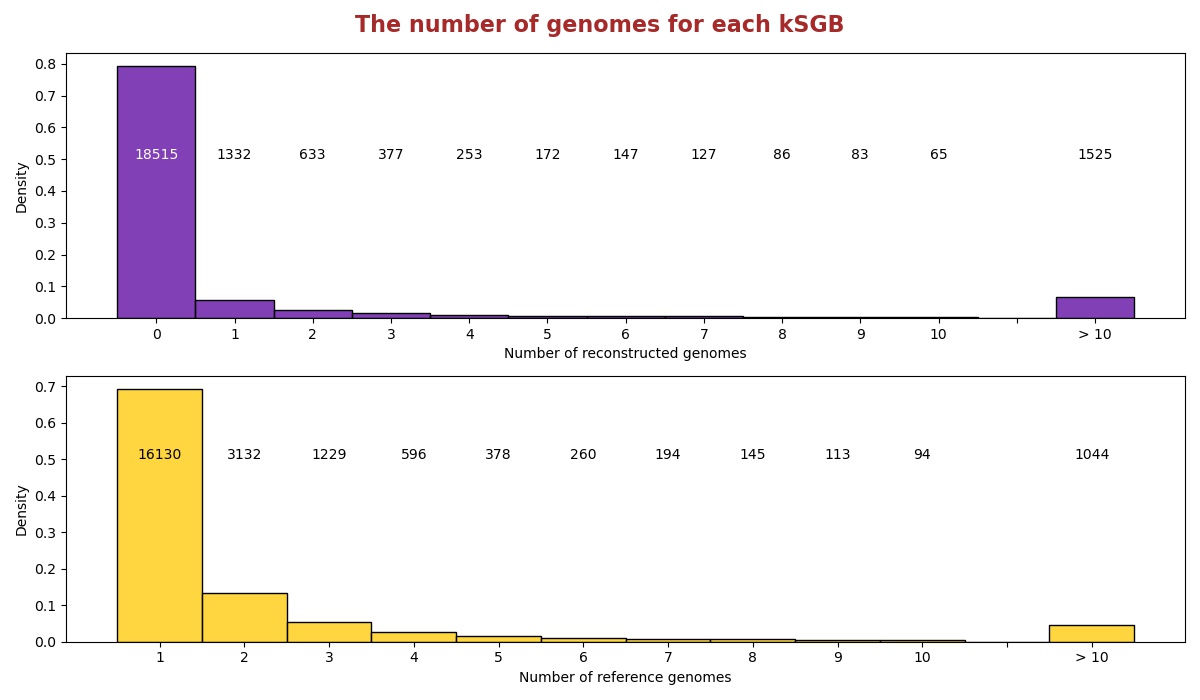 The number of genomes for each kSGB
0.8
0.7
0.6
0.5
0.4
0.3
0.2
0.1
0.0
Density
18515 1332 633 377 253 172 147 127 86 83 65 1525
0 1 2 3 4 5 6 7 8 9 10 > 10
Number of reconstructed genomes
0.7
0.6
0.5
0.4
0.3
0.2
0.1
0.0
Density
16130 3132 1229 596 378 260 194 145 113 94 1044
1 2 3 4 5 6 7 8 9 10 > 10
Number of reference genomes